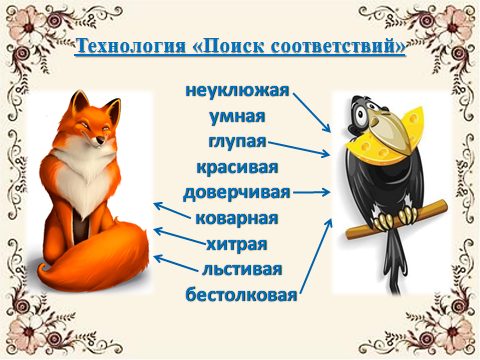 Технология «Поиск соответствий»
неуклюжая
умная
глупая
красивая
доверчивая
коварная
хитрая
льстивая
бестолковая